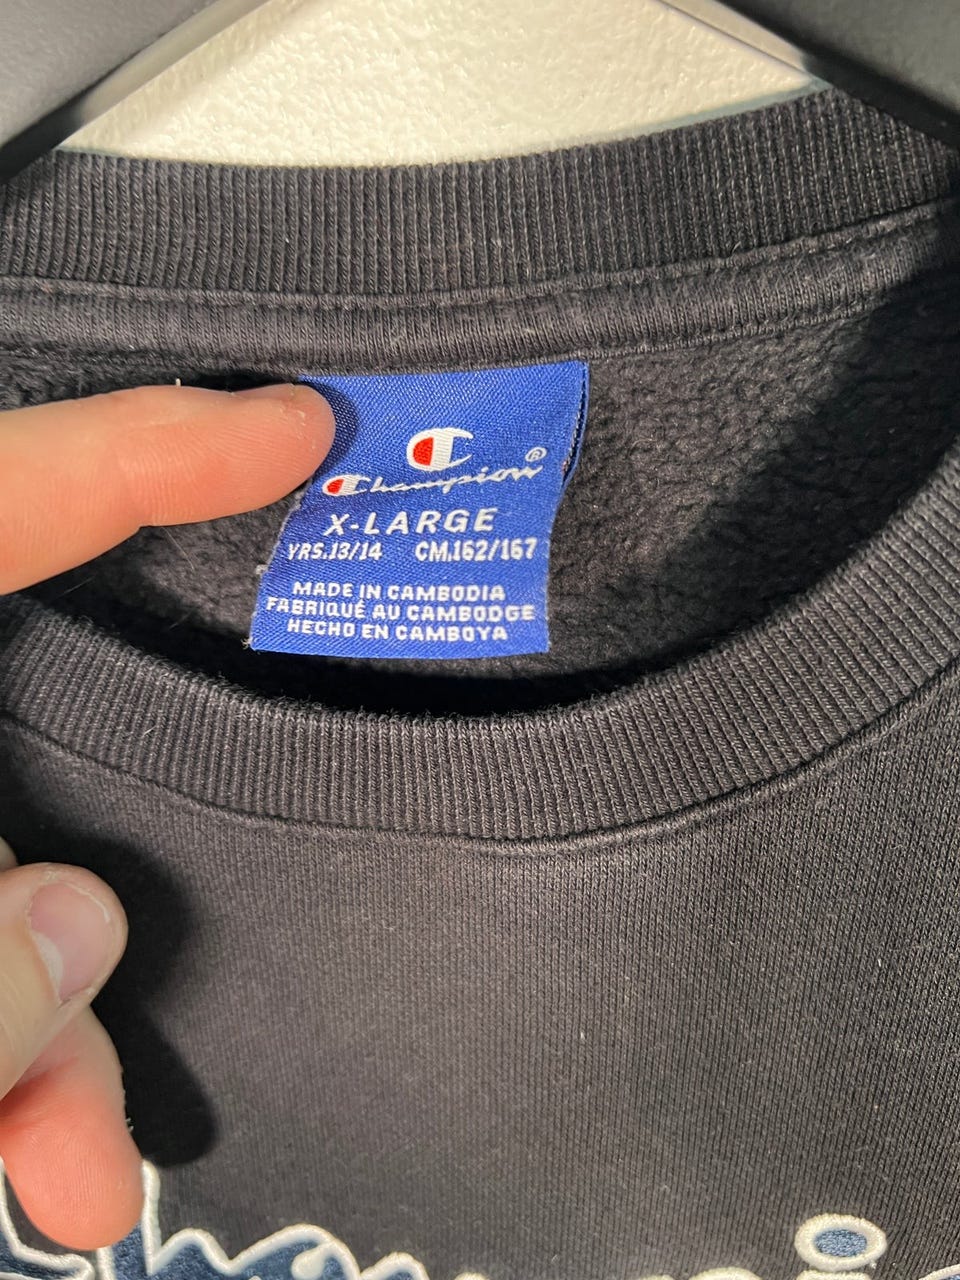 Champion®
X-LARGE
YRS.13/14 CM.162/167
MADE IN CAMBODIA
FABRIQUÉ AU CAMBODGE
HECHO EN CAMBOYA